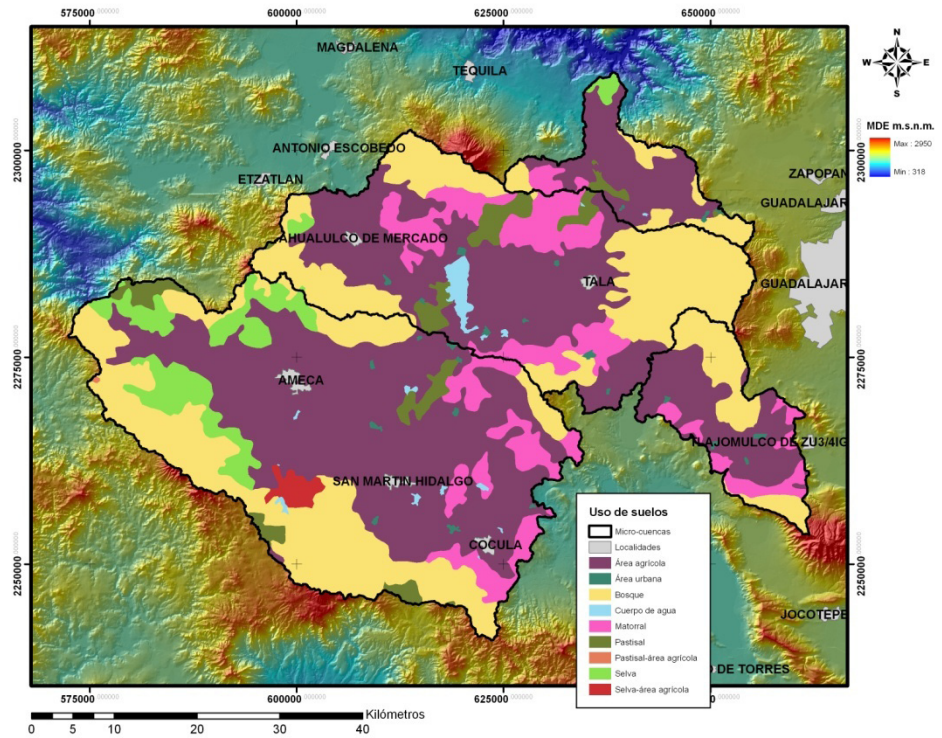 575000
600000
625000
650000
N
W
E
S
MDE m.s.n.m.
Max : 2950
Min : 318
MAGDALENA
TEQUILA
ANTONIO ESCOBEDO
ETZATLAN
ZAPOPAN
GUADALAJAR
AHUALULCO DE MERCADO
TALA
GUADALAJAR
AMECA
TLAJOMULCO DE ZU3/4IG
SAN MARTIN HIDALGO
COCULA
JOCOTEPE
O DE TORRES
2300000
2275000
2250000
2300000
2275000
2250000
Uso de suelos
Micro-cuencas
Localidades
Área agrícola
Área urbana
Bosque
Cuerpo de agua
Matorral
Pastisal
Pastisal-área agrícola
Selva
Selva-área agrícola
575000
600000
625000
650000
Kilómetros
0 5 10 20 30 40